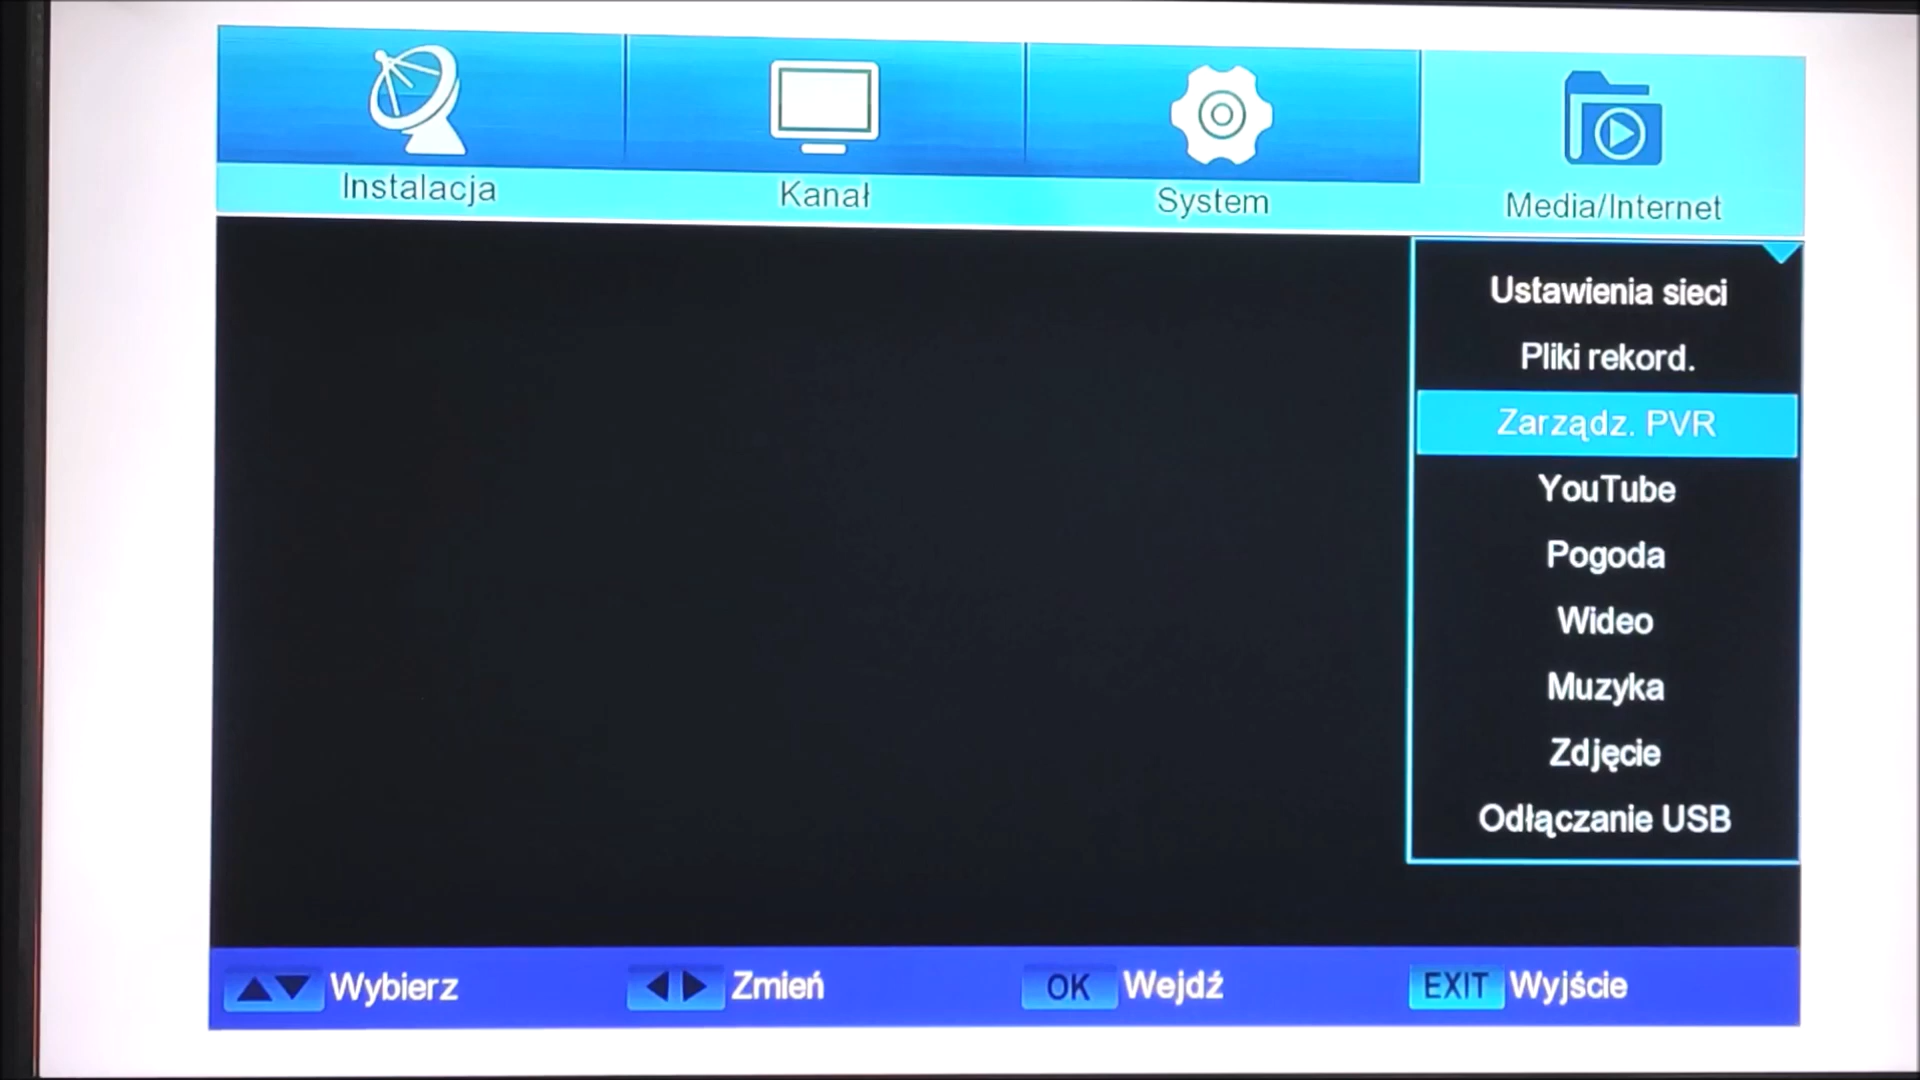 Instalacja
Kanał
System
Media/Internet
Ustawienia sieci
Pliki rekord.
Zarządz. PVR
YouTube
Pogoda
Wideo
Muzyka
Zdjęcie
Odłączanie USB
Wybierz
Zmień
OK Wejdź
EXIT Wyjście